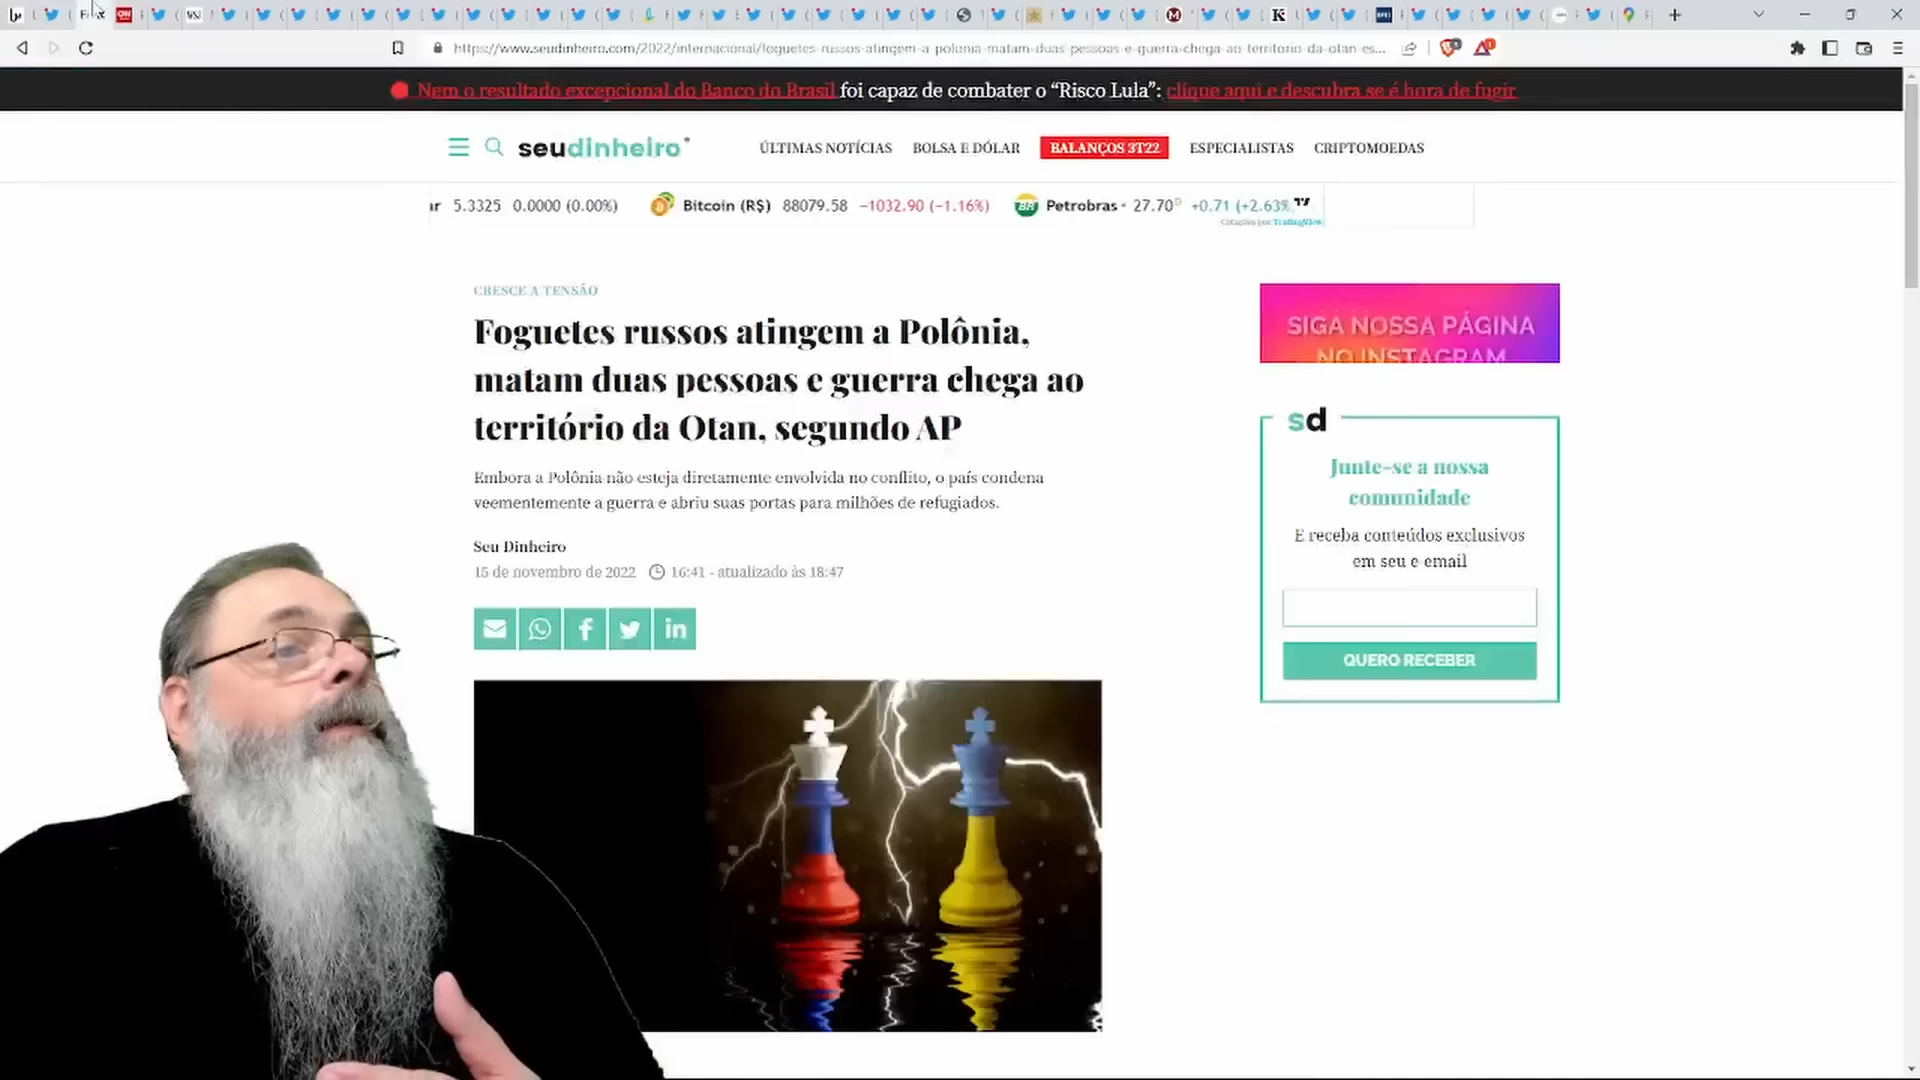 https://www.seudinheiro.com/2022/internacional/foguetes-russos-atingem-a-polonia-matam-duas-pessoas-e-guerra-chega-ao-territorio-da-otan-es...
Nem o resultado excepcional do Banco do Brasil foi capaz de combater o “Risco Lula”: clique aqui e descubra se é hora de fugir
seudinheiro
ÚLTIMAS NOTÍCIAS BOLSA E DÓLAR BALANÇOS 3T22 ESPECIALISTAS CRIPTOMOEDAS
ar 5.3325 0.0000 (0.00%) Bitcoin (R$) 88079.58 −1032.90 (−1.16%) BR Petrobras 27.70 +0.71 (+2.63%
Cotações por TradingView
CRESCE A TENSÃO
Foguetes russos atingem a Polônia,
matam duas pessoas e guerra chega ao
território da Otan, segundo AP
Embora a Polônia não esteja diretamente envolvida no conflito, o país condena
veementemente a guerra e abriu suas portas para milhões de refugiados.
Seu Dinheiro
15 de novembro de 2022 16:41 - atualizado às 18:47
SIGA NOSSA PÁGINA
NO INSTAGRAM
sd
Junte-se a nossa
comunidade
E receba conteúdos exclusivos
em seu e-mail
QUERO RECEBER